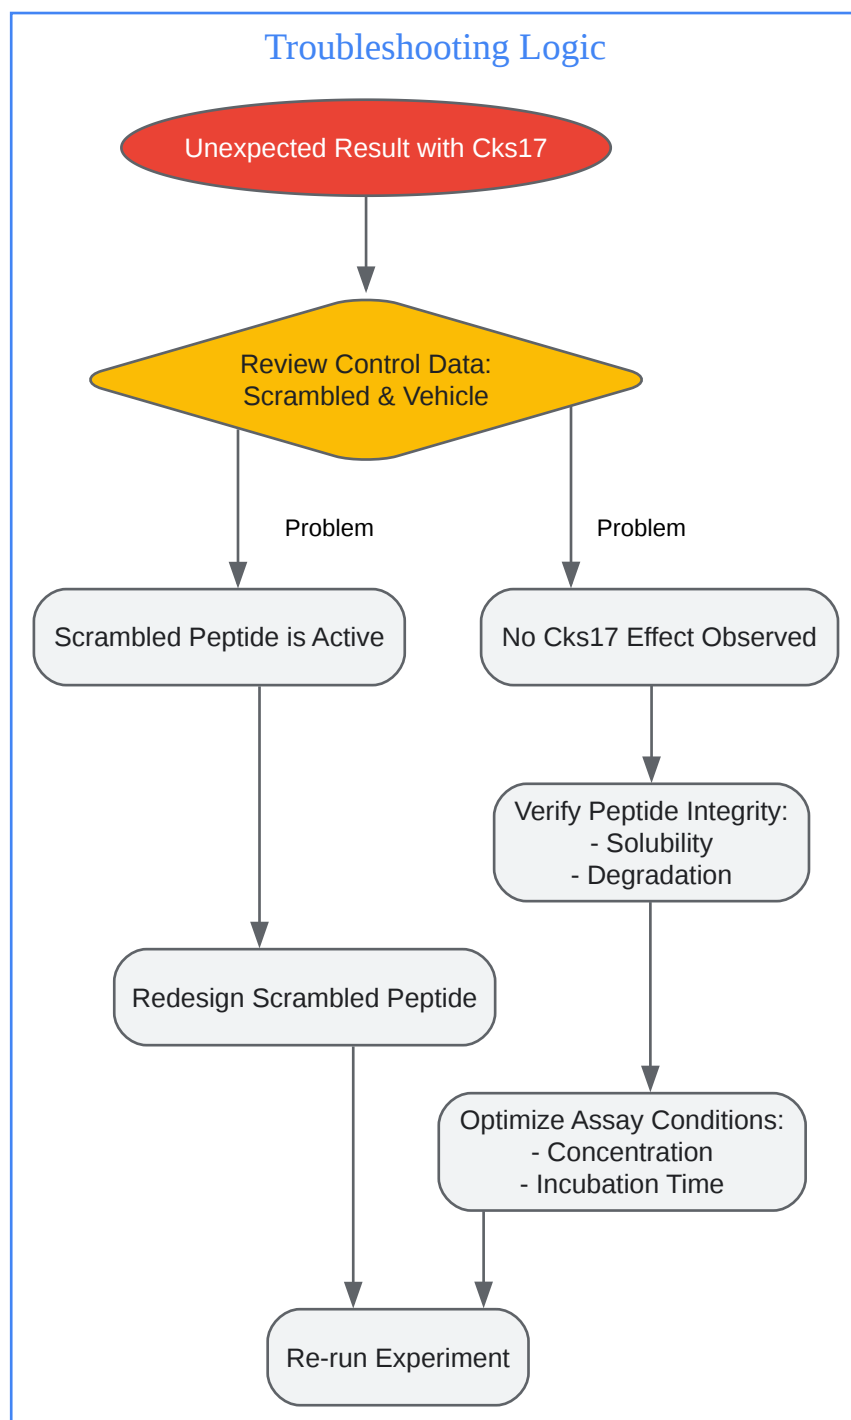 Troubleshooting Logic
Unexpected Result with Cks17
Review Control Data:
Scrambled & Vehicle
Problem
Problem
Scrambled Peptide is Active
No Cks17 Effect Observed
Verify Peptide Integrity:
- Solubility
- Degradation
Redesign Scrambled Peptide
Optimize Assay Conditions:
- Concentration
- Incubation Time
Re-run Experiment